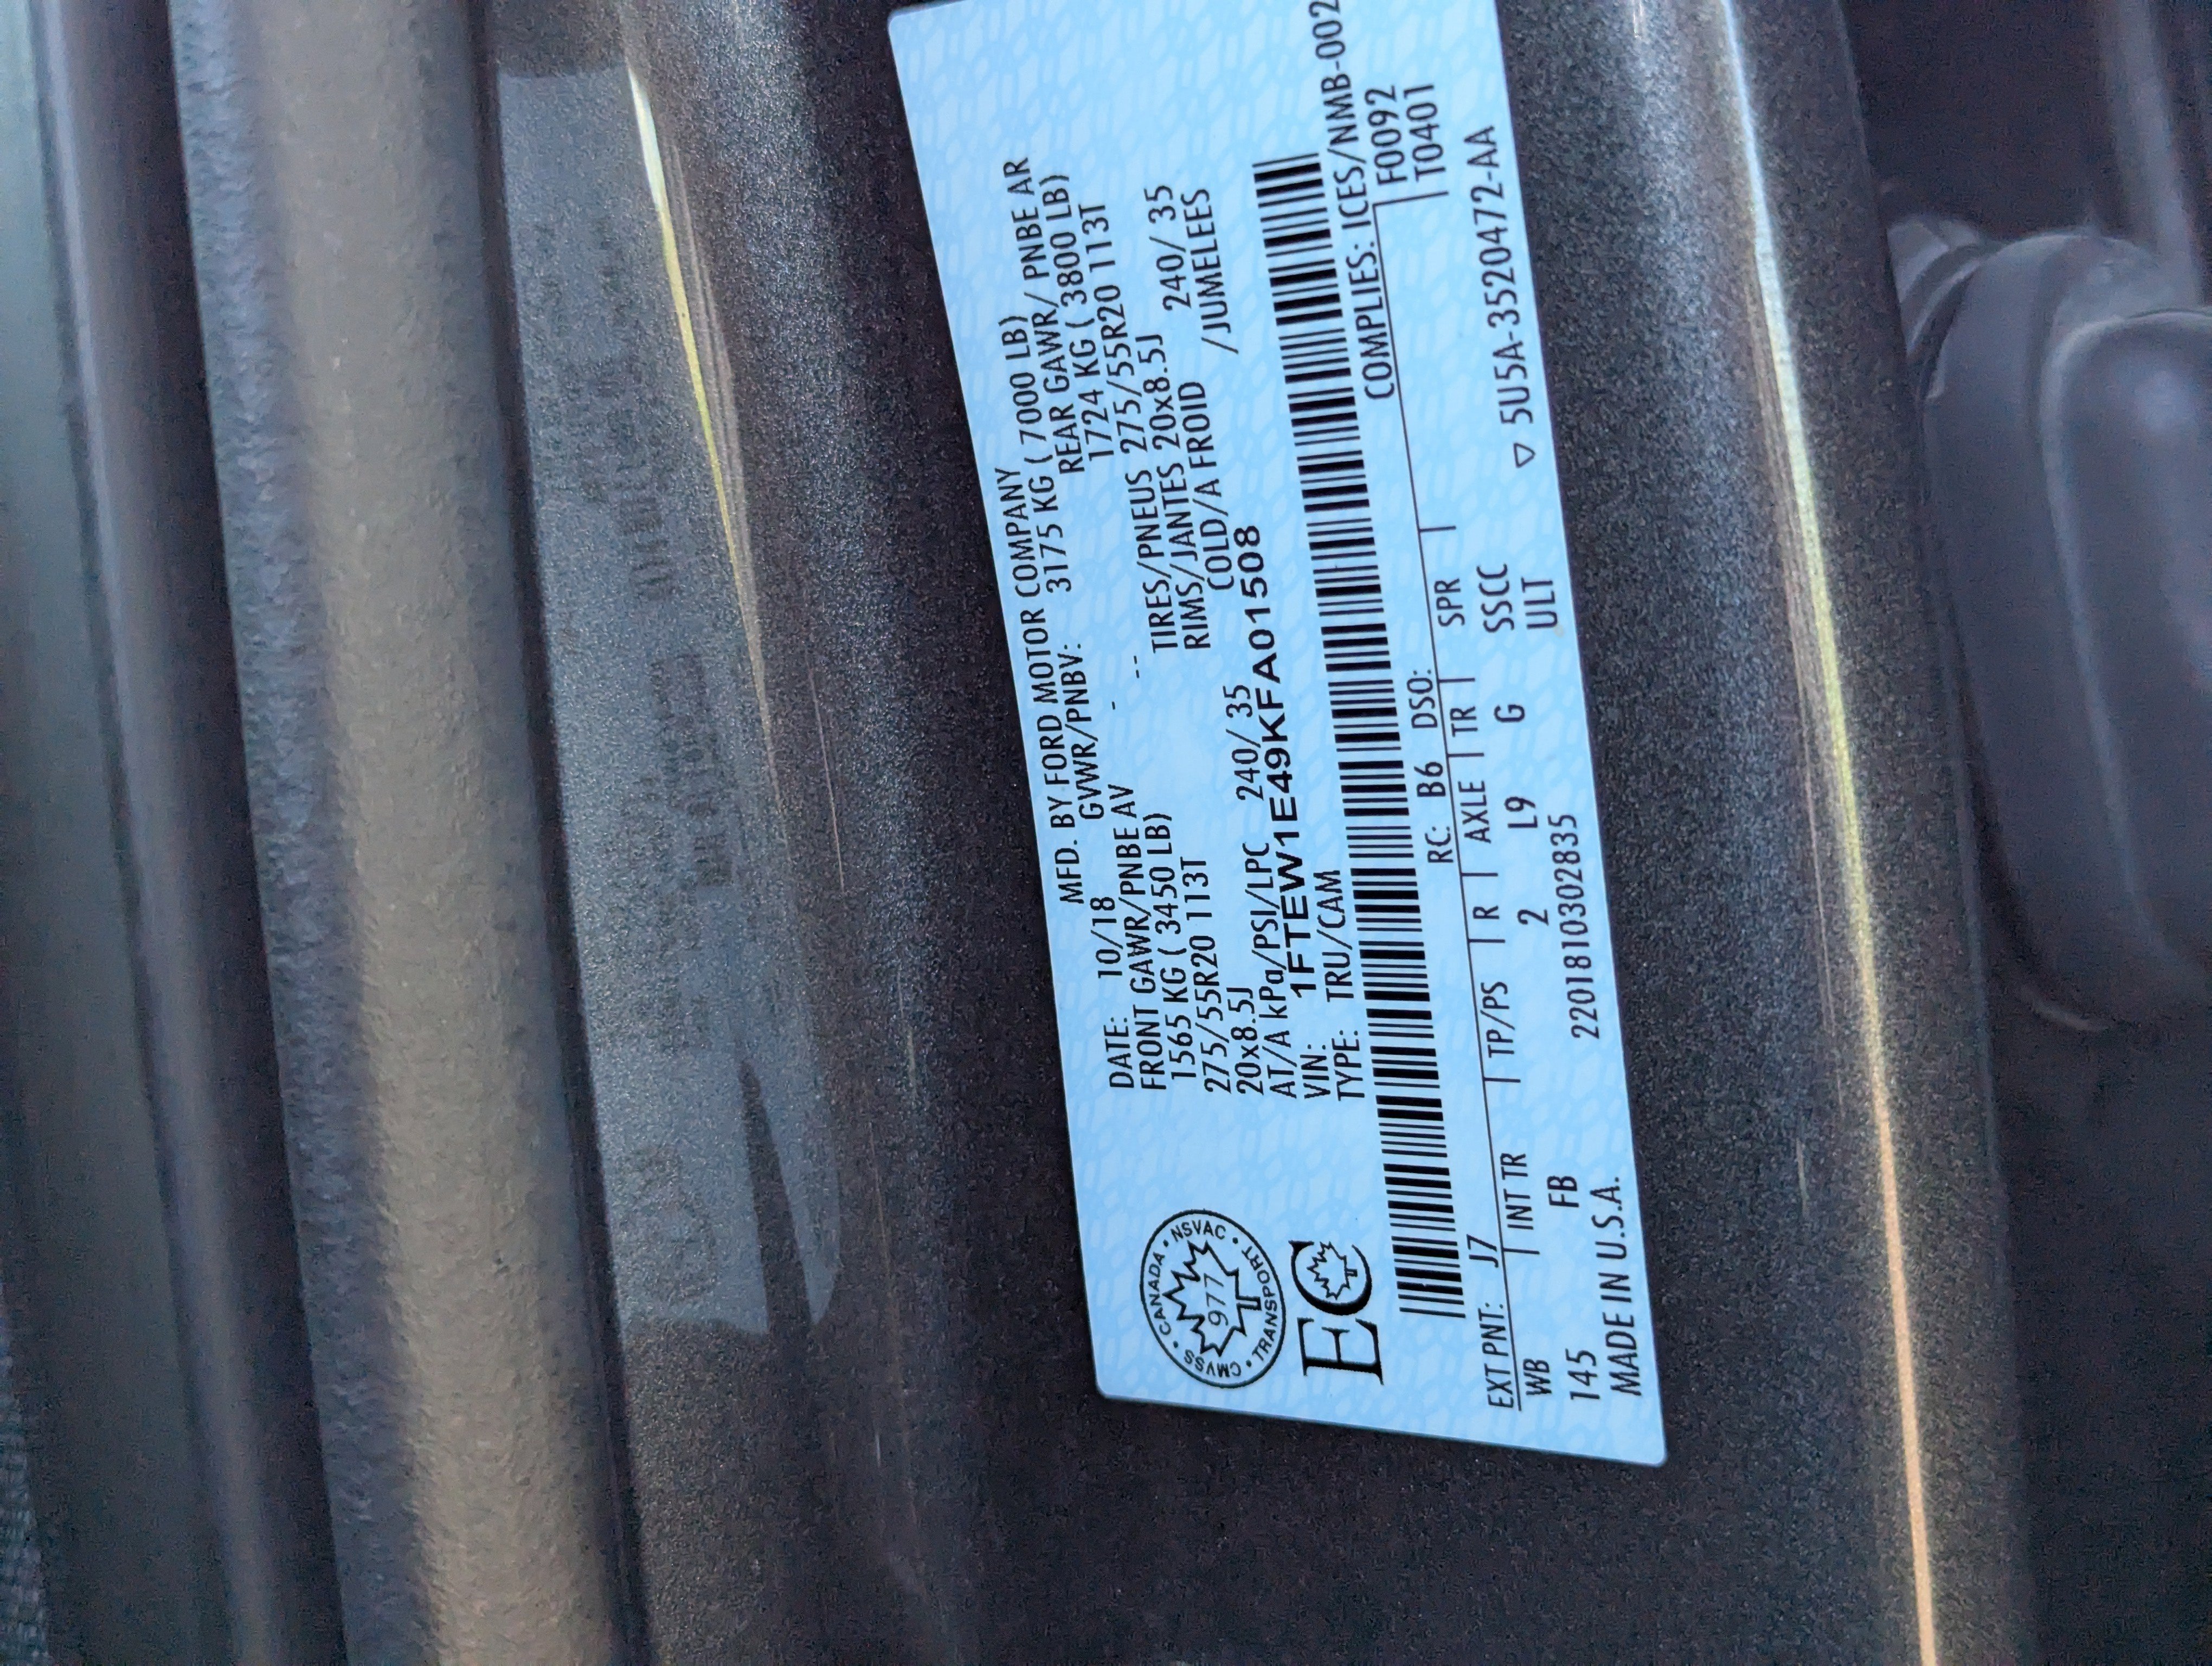 MFD. BY FORD MOTOR COMPANY
DATE: 10/18 GVWR/PNBV: 3175 KG ( 7000 LB)
FRONT GAWR/PNBE AV - REAR GAWR/ PNBE AR
1565 KG ( 3450 LB) -- 1724 KG ( 3800 LB)
275/55R20 113T TIRES/PNEUS 275/55R20 113T
20x8.5J RIMS/JANTES 20x8.5J
AT/A kPa/PSI/LPC 240/ 35 COLD/A FROID 240/ 35
VIN: 1FTEW1E49KFA01508 /JUMELEES
TYPE: TRU/CAM
CMVSS • CANADA • NSVAC • TRANSPORT •
977
EC
COMPLIES: ICES/NMB-002
EXT PNT: J7 RC: B6 DSO: F0092
WB INT TR TP/PS R AXLE TR SPR T0401
145 FB 2 L9 G SSCC
2201810302835 ULT
MADE IN U.S.A. ▽ 5U5A-3520472-AA